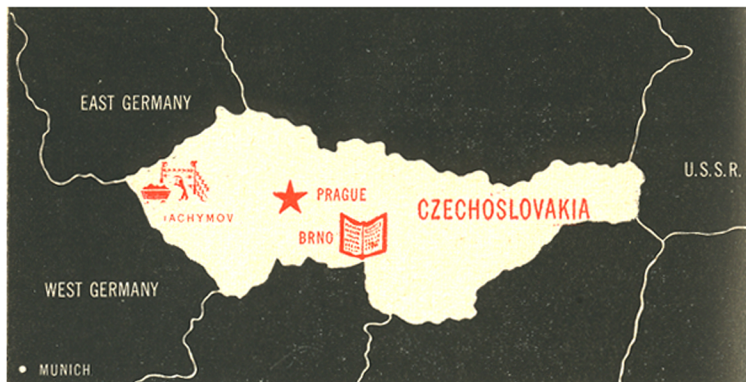 EAST GERMANY
U.S.S.R.
PRAGUE
CZECHOSLOVAKIA
BRNO
WEST GERMANY
MUNICH